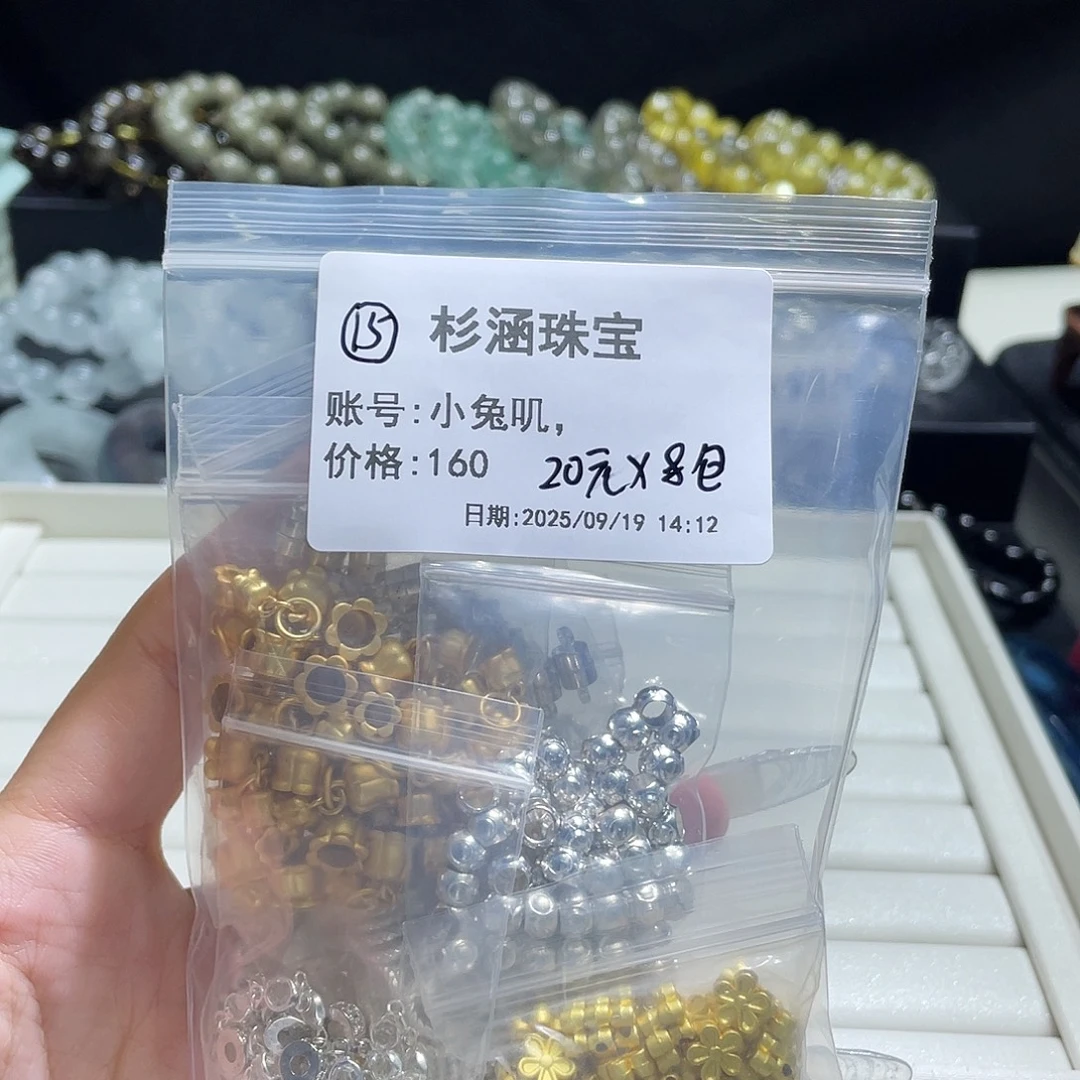 ⑮ 杉涵珠宝
账号:小兔叽,
价格:160 20元X8包
日期:2025/09/19 14:12